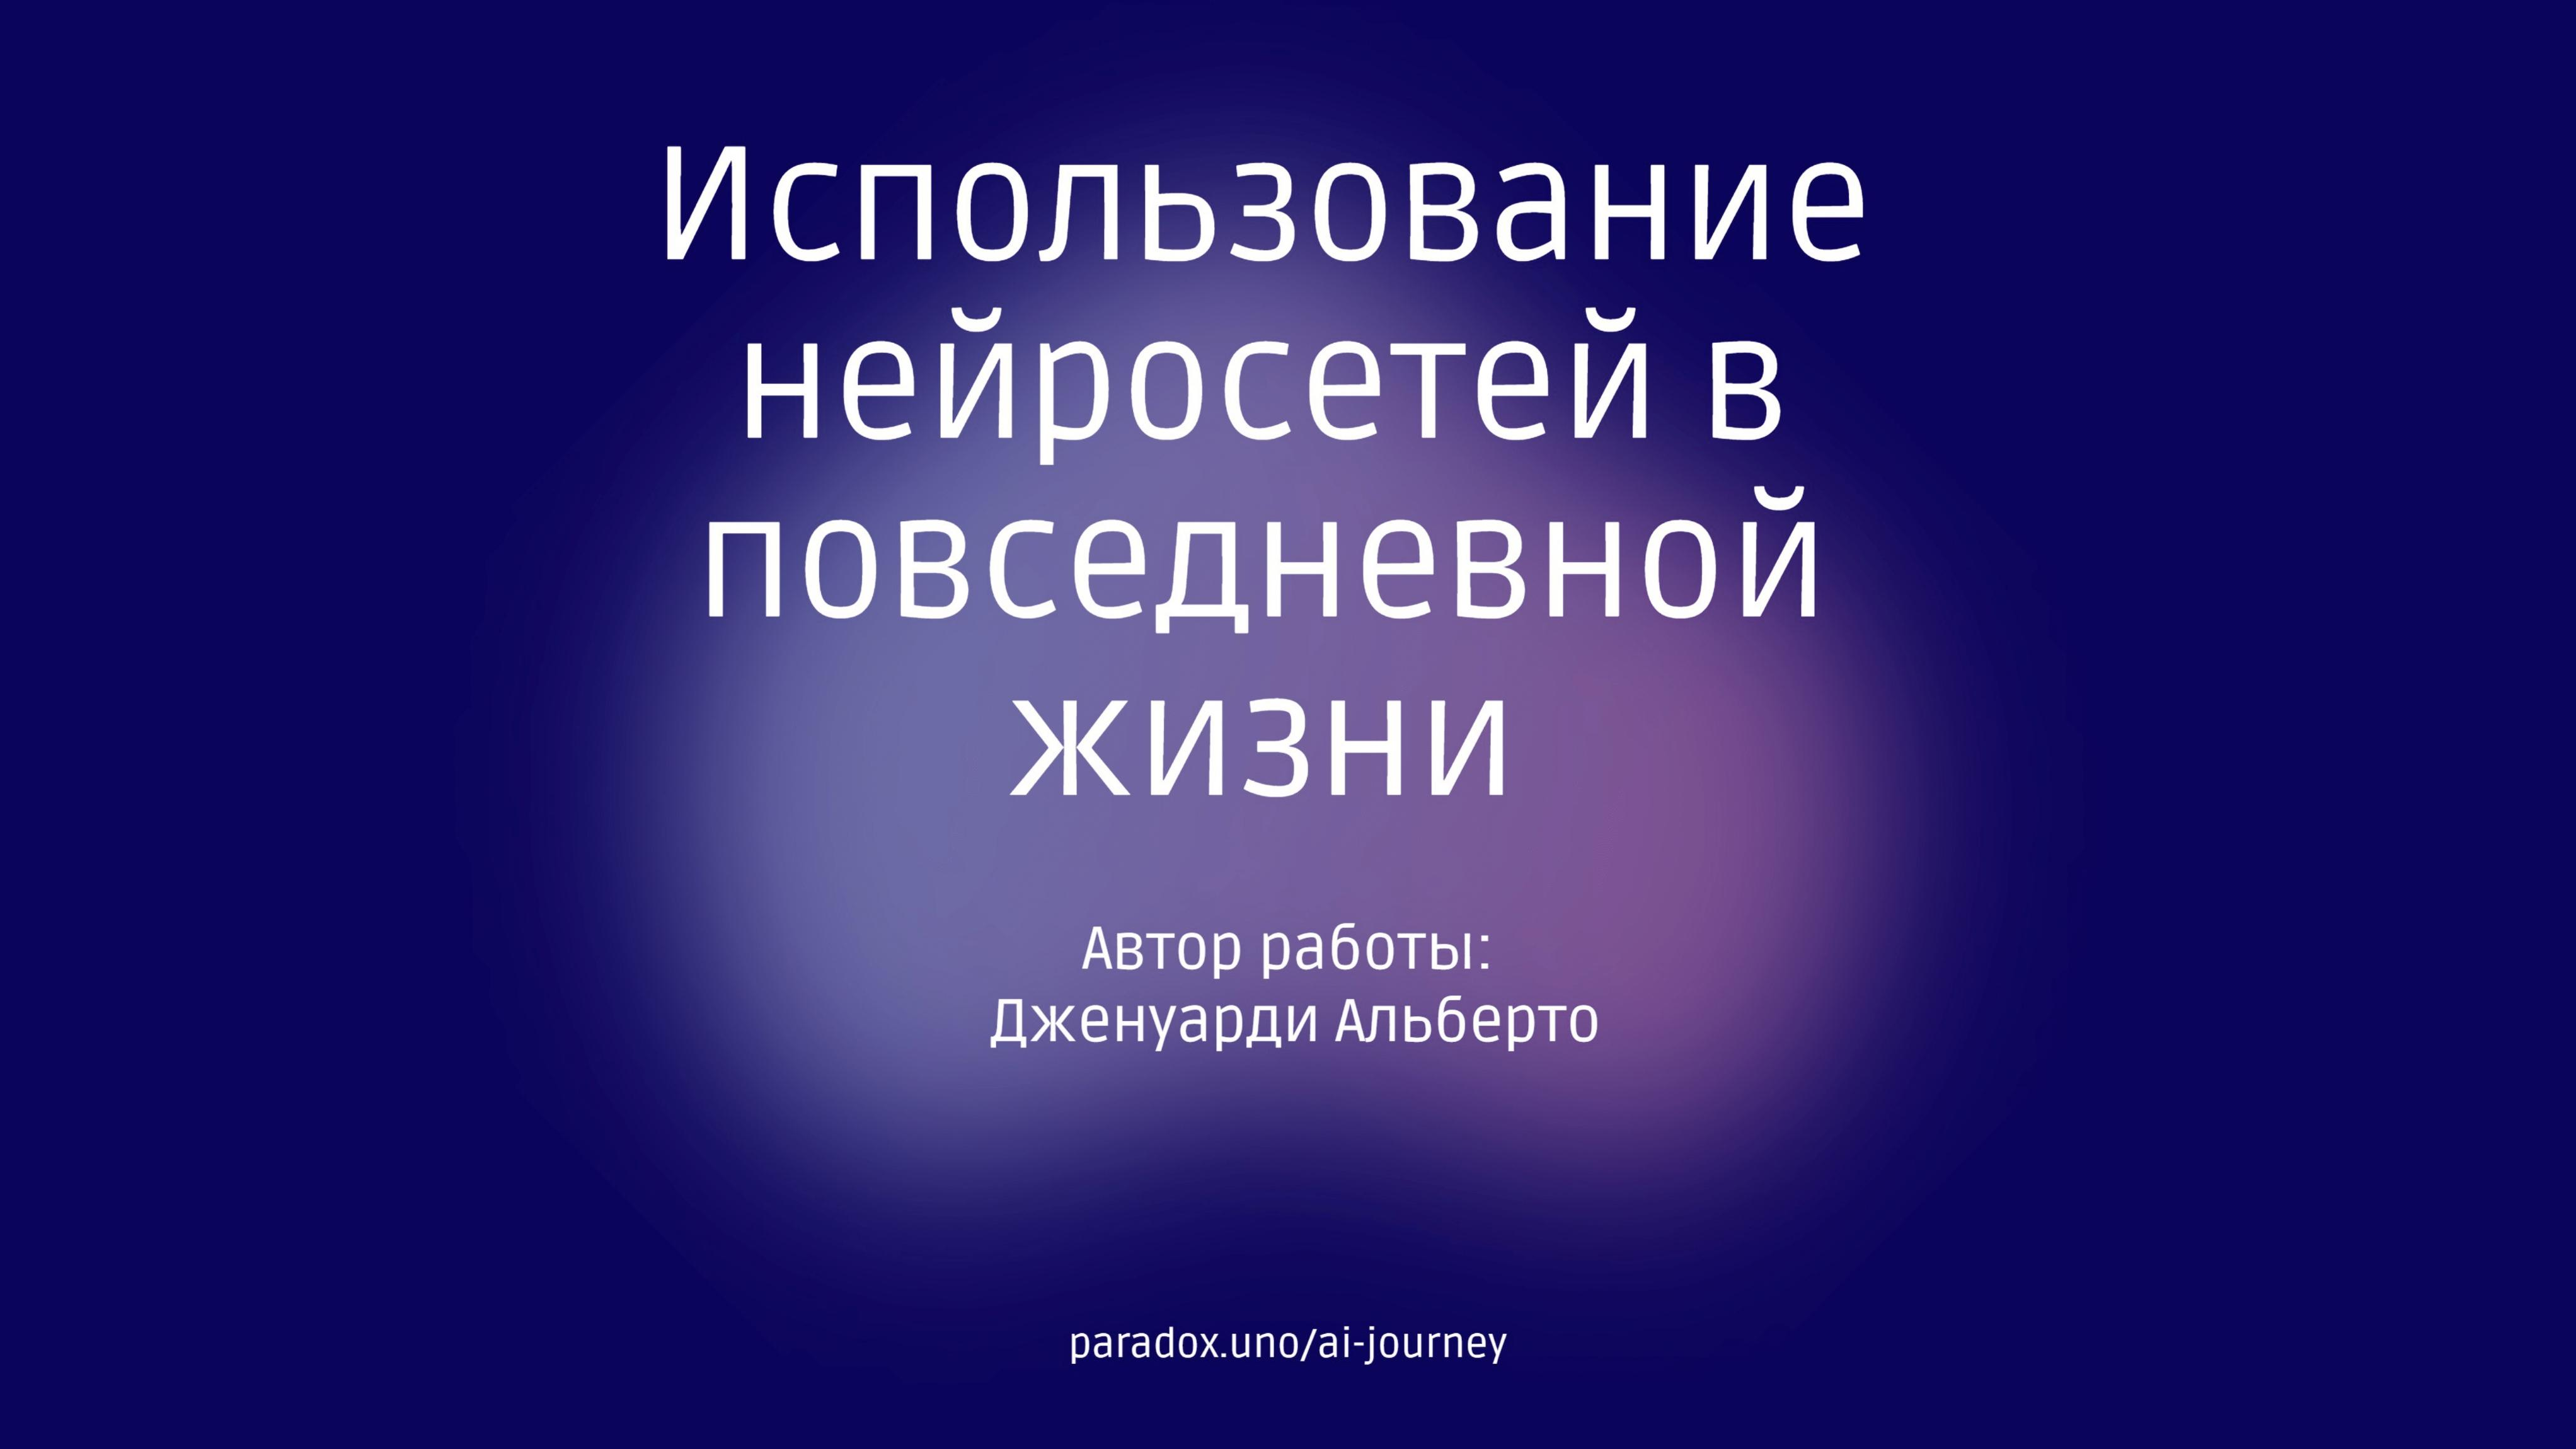 Использование
нейросетей в
повседневной
жизни
Автор работы:
Дженуарди Альберто
paradox.uno/ai-journey